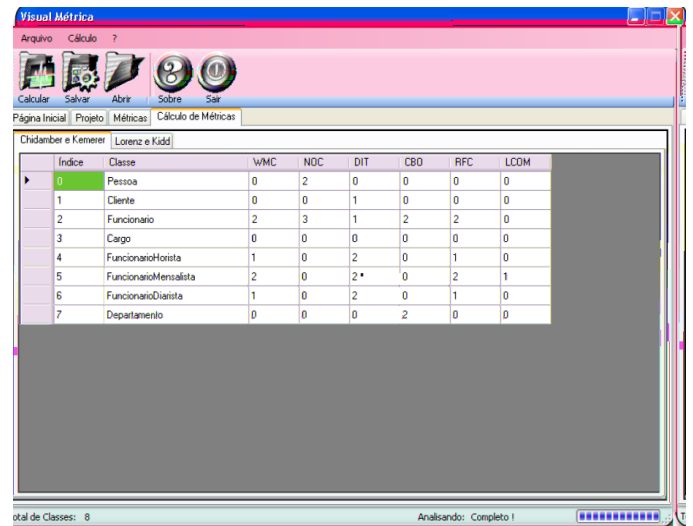 Visual Métrica
Arquivo Cálculo ?
Calcular Salvar Abrir Sobre Sair
Página Inicial Projeto Métricas Cálculo de Métricas
Chidamber e Kemerer Lorenz e Kidd
Índice Classe WMC NOC DIT CBO RFC LCOM
0 Pessoa 0 2 0 0 0 0
1 Cliente 0 0 1 0 0 0
2 Funcionario 2 3 1 2 2 0
3 Cargo 0 0 0 0 0 0
4 FuncionarioHorista 1 0 2 0 1 0
5 FuncionarioMensalista 2 0 2 0 2 1
6 FuncionarioDiarista 1 0 2 0 1 0
7 Departamento 0 0 0 2 0 0
otal de Classes: 8 Analisando: Completo ! T